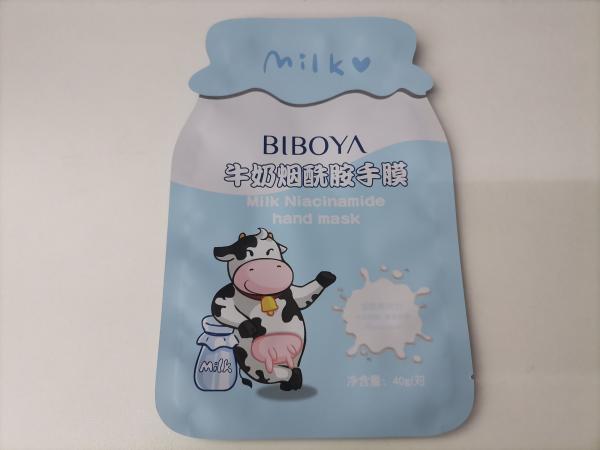 milk
BIBOYA
牛奶烟酰胺手膜
Milk Niacinamide
hand mask
Milk
净含量：40g/对